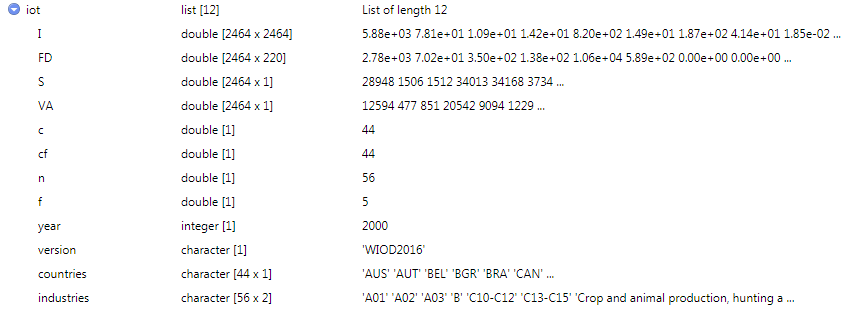 iot list [12] List of length 12
I double [2464 x 2464] 5.88e+03 7.81e+01 1.09e+01 1.42e+01 8.20e+02 1.49e+01 1.87e+02 4.14e+01 1.85e-02 ...
FD double [2464 x 220] 2.78e+03 7.02e+01 3.50e+02 1.38e+02 1.06e+04 5.89e+02 0.00e+00 0.00e+00 ...
S double [2464 x 1] 28948 1506 1512 34013 34168 3734 ...
VA double [2464 x 1] 12594 477 851 20542 9094 1229 ...
c double [1] 44
cf double [1] 44
n double [1] 56
f double [1] 5
year integer [1] 2000
version character [1] 'WIOD2016'
countries character [44 x 1] 'AUS' 'AUT' 'BEL' 'BGR' 'BRA' 'CAN' ...
industries character [56 x 2] 'A01' 'A02' 'A03' 'B' 'C10-C12' 'C13-C15' 'Crop and animal production, hunting a ...